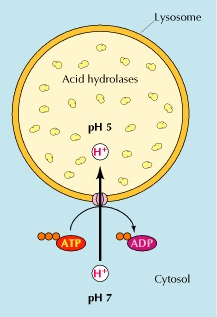 Lysosome
Acid hydrolases
pH 5
H+
ATP
ADP
H+
Cytosol
pH 7